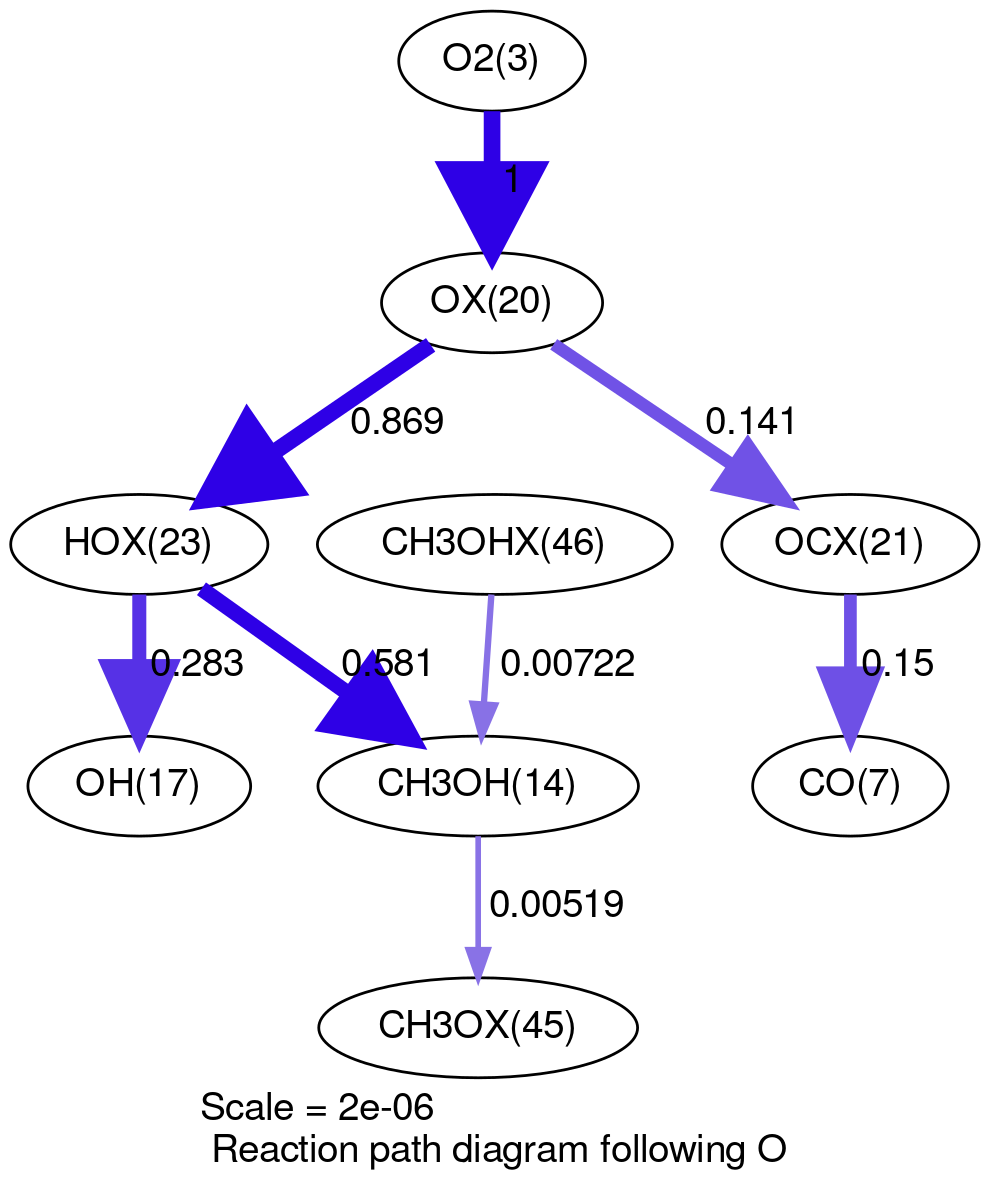 O2(3)
1
OX(20)
0.869
0.141
HOX(23)
CH3OHX(46)
OCX(21)
0.283
0.581
0.00722
0.15
OH(17)
CH3OH(14)
CO(7)
0.00519
CH3OX(45)
Scale = 2e-06
Reaction path diagram following O